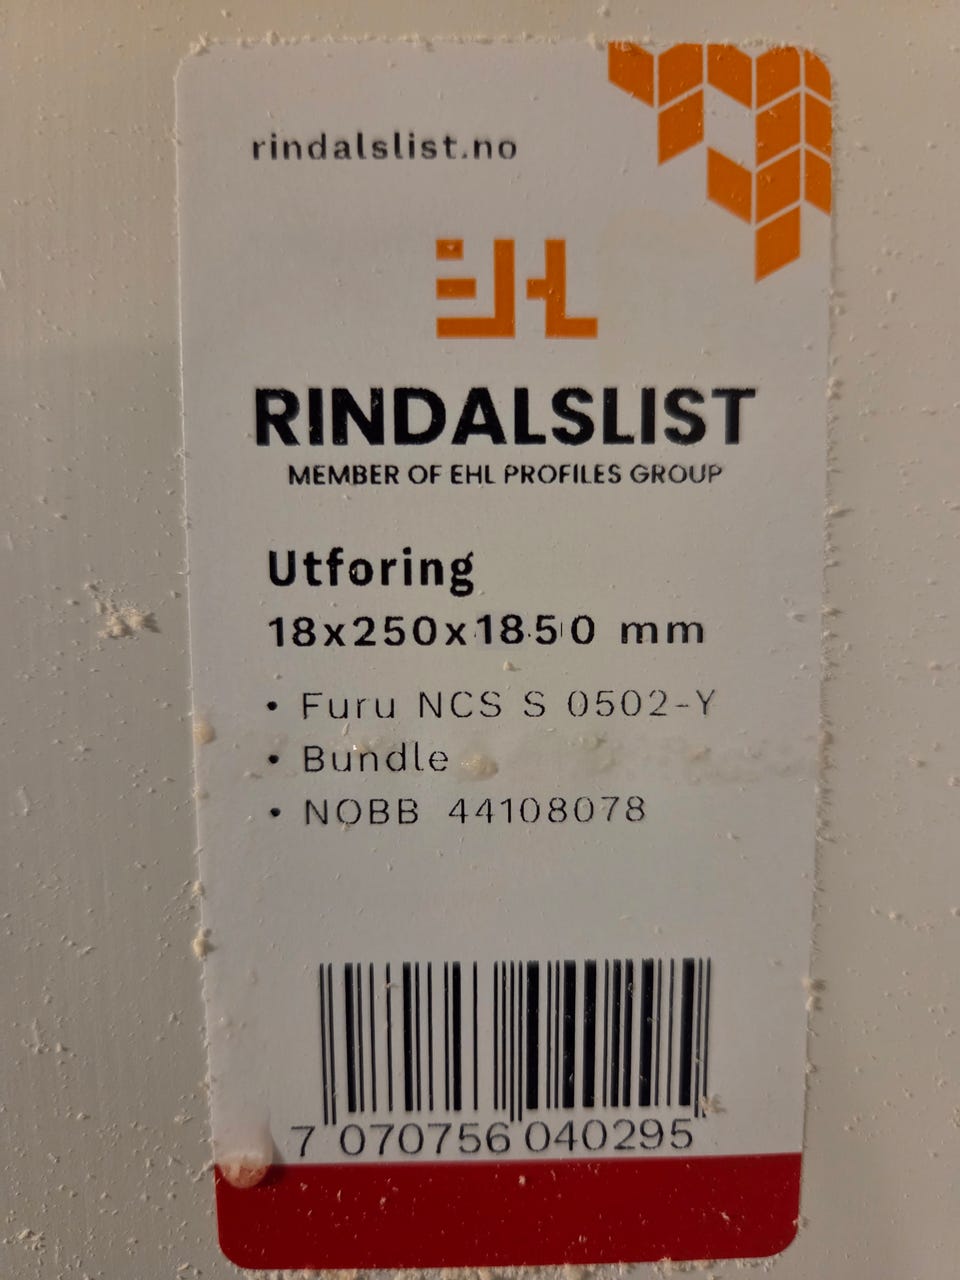 rindalslist.no
EHL
RINDALSLIST
MEMBER OF EHL PROFILES GROUP
Utforing
18x250x1850 mm
• Furu NCS S 0502-Y
• Bundle
• NOBB 44108078
7 070756 040295